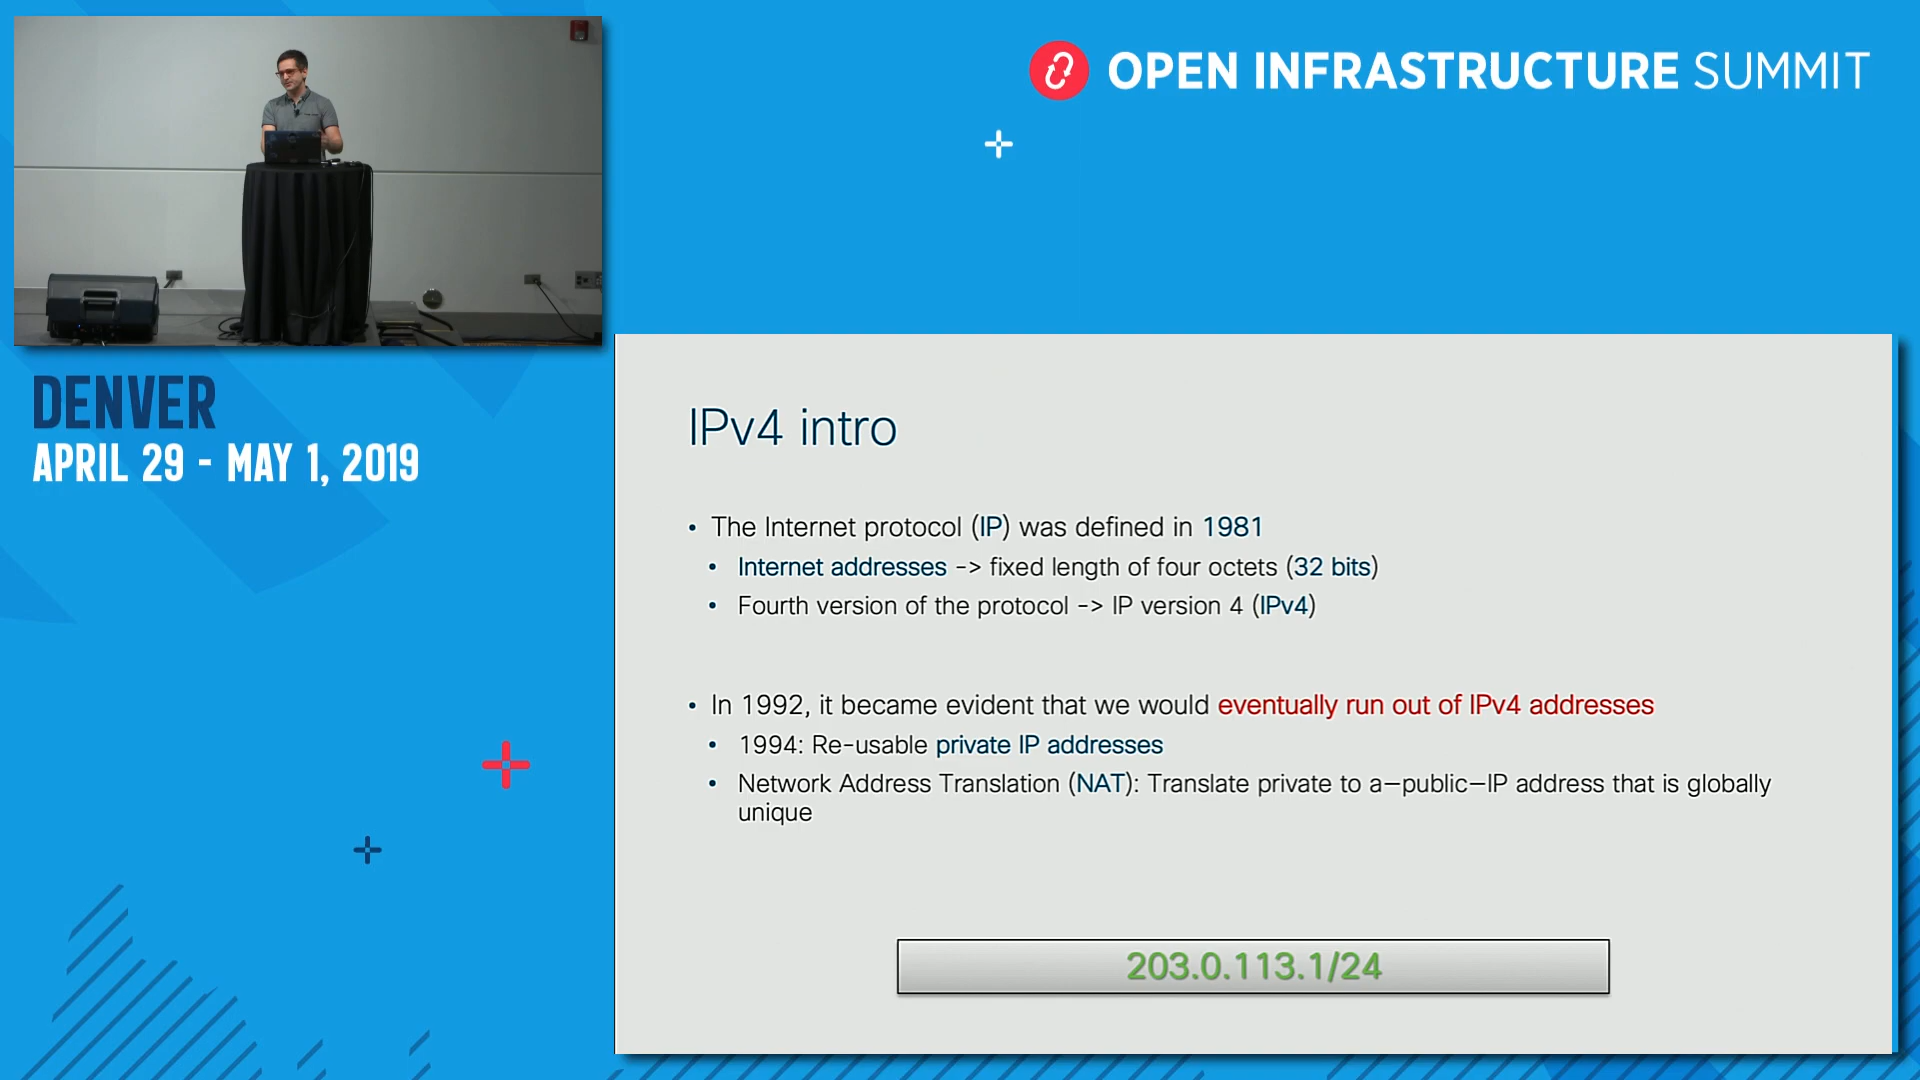 OPEN INFRASTRUCTURE SUMMIT
DENVER
APRIL 29 - MAY 1, 2019
IPv4 intro
• The Internet protocol (IP) was defined in 1981
• Internet addresses -> fixed length of four octets (32 bits)
• Fourth version of the protocol -> IP version 4 (IPv4)
• In 1992, it became evident that we would eventually run out of IPv4 addresses
• 1994: Re-usable private IP addresses
• Network Address Translation (NAT): Translate private to a—public—IP address that is globally
unique
203.0.113.1/24